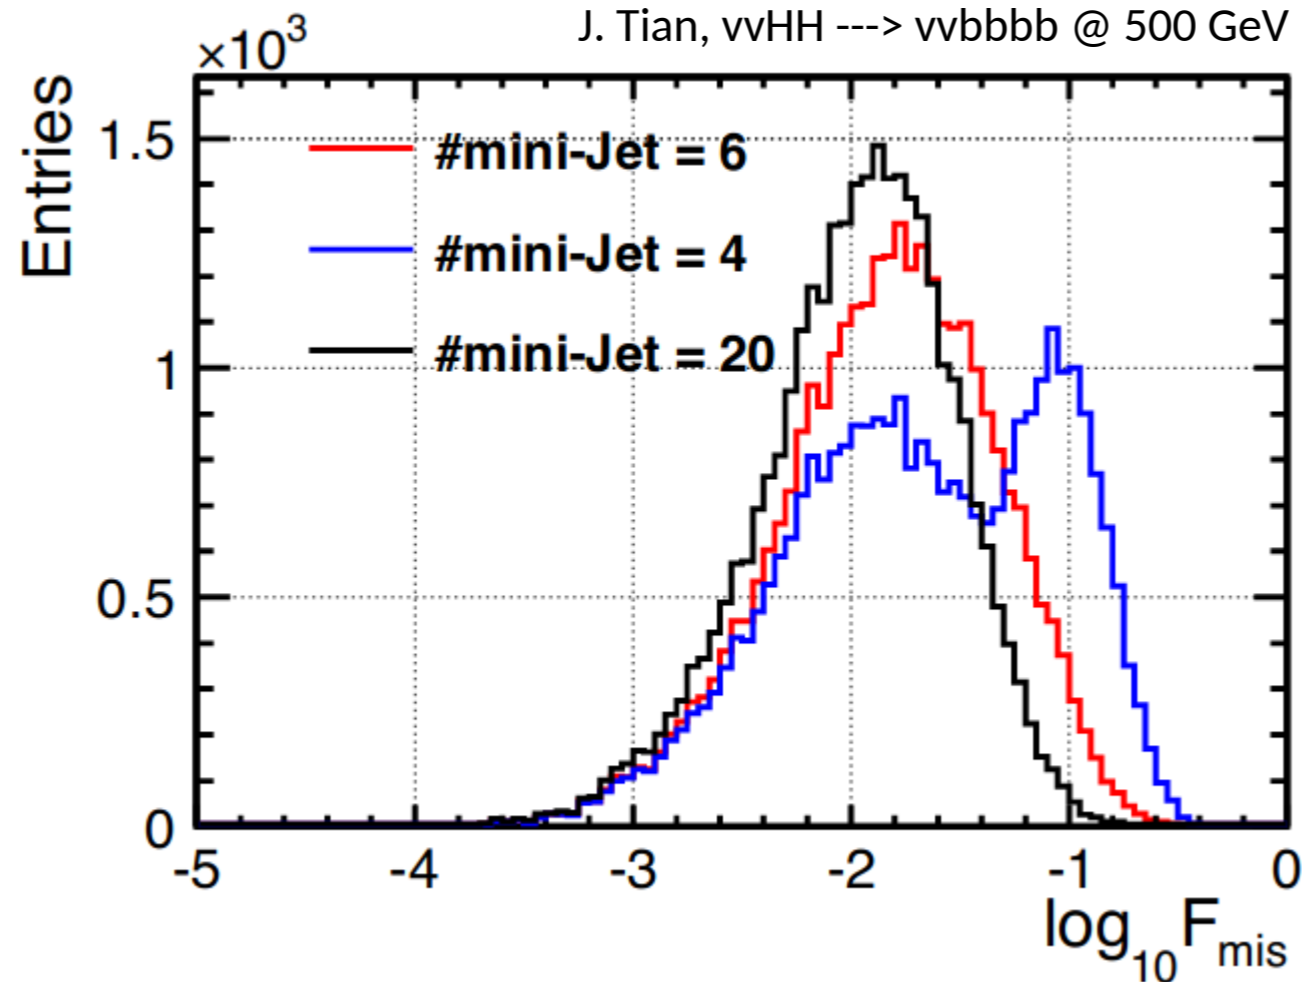 J. Tian, vvHH ---> vvbbbb @ 500 GeV
×10³
Entries
1.5
1
0.5
0
#mini-Jet = 6
#mini-Jet = 4
#mini-Jet = 20
-5 -4 -3 -2 -1 0
log₁₀F_mis